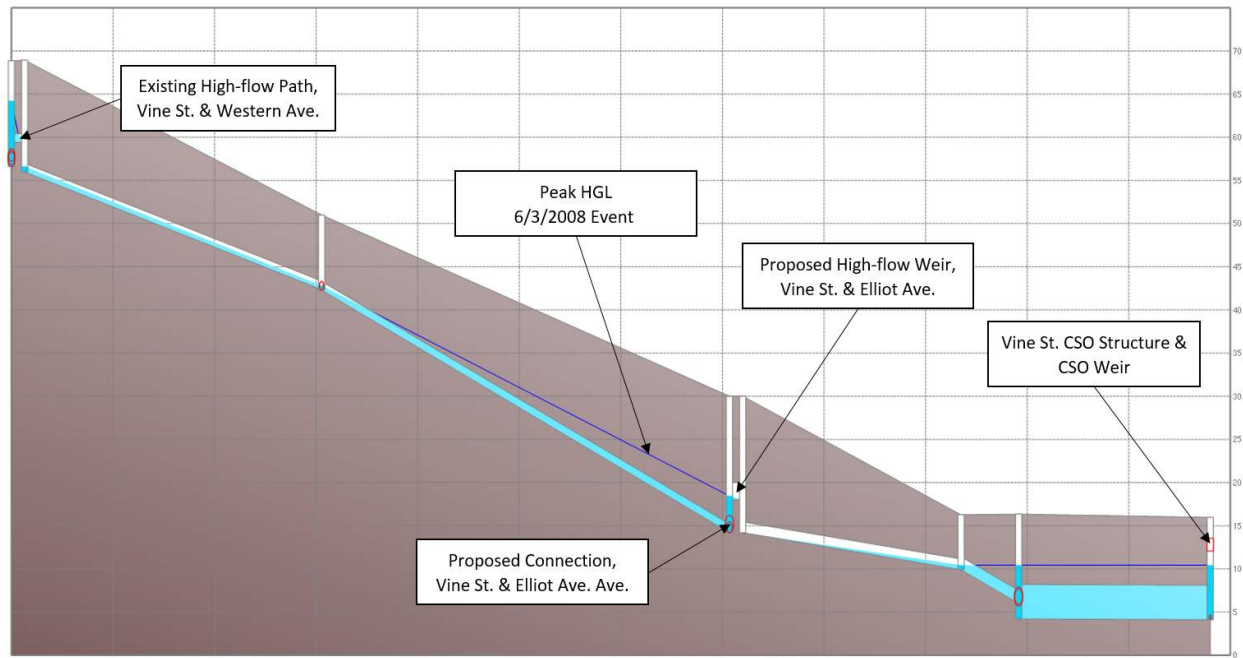 Existing High-flow Path,
Vine St. & Western Ave.
Peak HGL
6/3/2008 Event
Proposed High-flow Weir,
Vine St. & Elliot Ave.
Vine St. CSO Structure &
CSO Weir
Proposed Connection,
Vine St. & Elliot Ave. Ave.
70
65
60
55
50
45
40
35
30
25
20
15
10
5
0